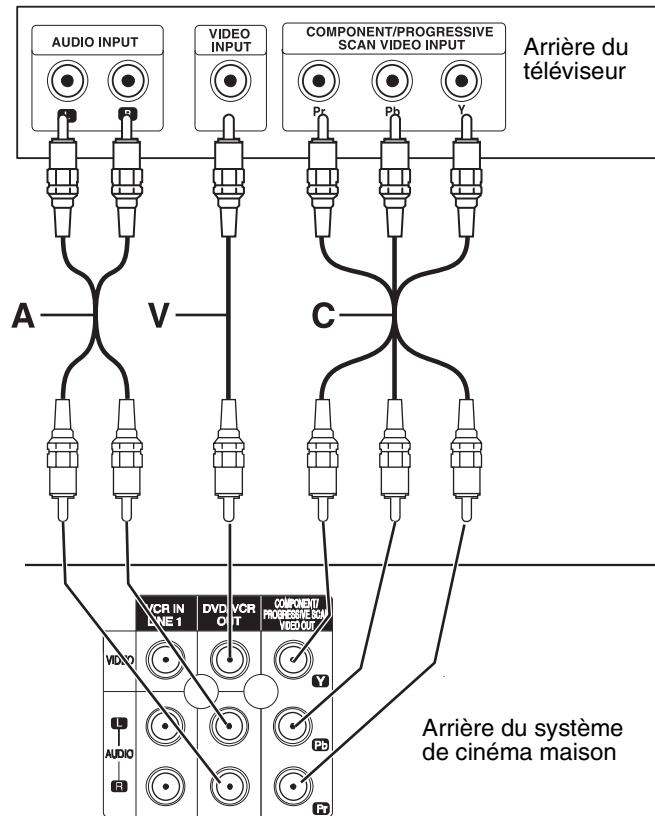 AUDIO INPUT
VIDEO
INPUT
COMPONENT/PROGRESSIVE
SCAN VIDEO INPUT
Arrière du
téléviseur
L
R
Pr
Pb
Y
A
V
C
VCR IN
LINE 1
DVD/VCR
OUT
COMPONENT/
PROGRESSIVE SCAN
VIDEO OUT
VIDEO
Y
L
AUDIO
R
Pb
Pr
Arrière du système
de cinéma maison